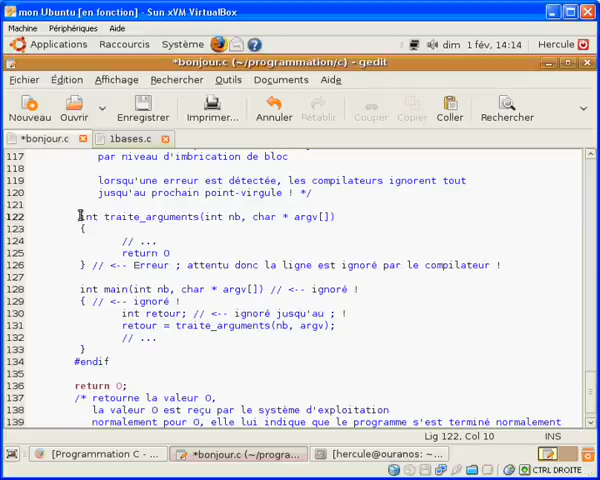 mon Ubuntu [en fonction] - Sun xVM VirtualBox
Machine Périphériques Aide
Applications Raccourcis Système dim 1 fév, 14:14 Hercule
*bonjour.c (~/programmation/c) - gedit
Fichier Édition Affichage Rechercher Outils Documents Aide
Nouveau Ouvrir Enregistrer Imprimer... Annuler Rétablir Couper Copier Coller Rechercher
*bonjour.c 1bases.c
117 par niveau d'imbrication de bloc
118
119 lorsqu'une erreur est détectée, les compilateurs ignorent tout
120 jusqu'au prochain point-virgule ! */
121
122 int traite_arguments(int nb, char * argv[])
123 {
124 // ...
125 return 0
126 } // <-- Erreur ; attentu donc la ligne est ignoré par le compilateur !
127
128 int main(int nb, char * argv[]) // <-- ignoré !
129 { // <-- ignoré !
130 int retour; // <-- ignoré jusqu'au ; !
131 retour = traite_arguments(nb, argv);
132 // ...
133 }
134 #endif
135
136 return 0;
137 /* retourne la valeur 0,
138 la valeur 0 est reçu par le système d'exploitation
139 normalement pour 0, elle lui indique que le programme s'est terminé normalement
Lig 122, Col 10 INS
[Programmation C - ... *bonjour.c (~/progra... [hercule@ouranos: ~...
CTRL DROITE